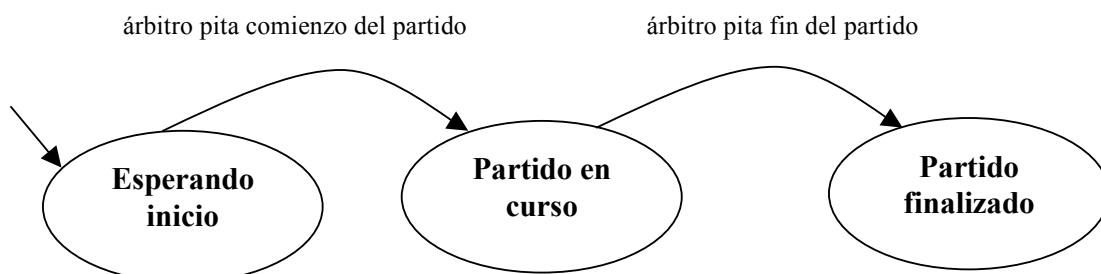 árbitro pita comienzo del partido
árbitro pita fin del partido
Esperando
inicio
Partido en
curso
Partido
finalizado